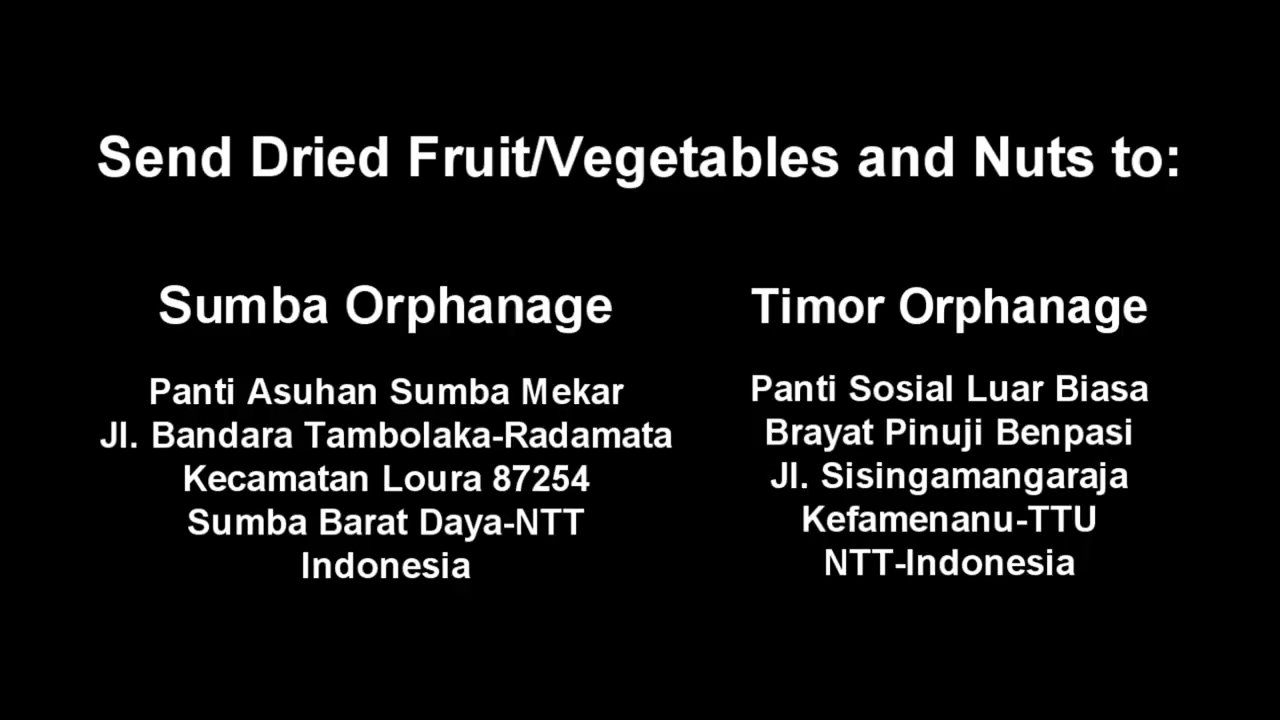 Send Dried Fruit/Vegetables and Nuts to:
Sumba Orphanage
Panti Asuhan Sumba Mekar
Jl. Bandara Tambolaka-Radamata
Kecamatan Loura 87254
Sumba Barat Daya-NTT
Indonesia
Timor Orphanage
Panti Sosial Luar Biasa
Brayat Pinuji Benpasi
Jl. Sisingamangaraja
Kefamenanu-TTU
NTT-Indonesia